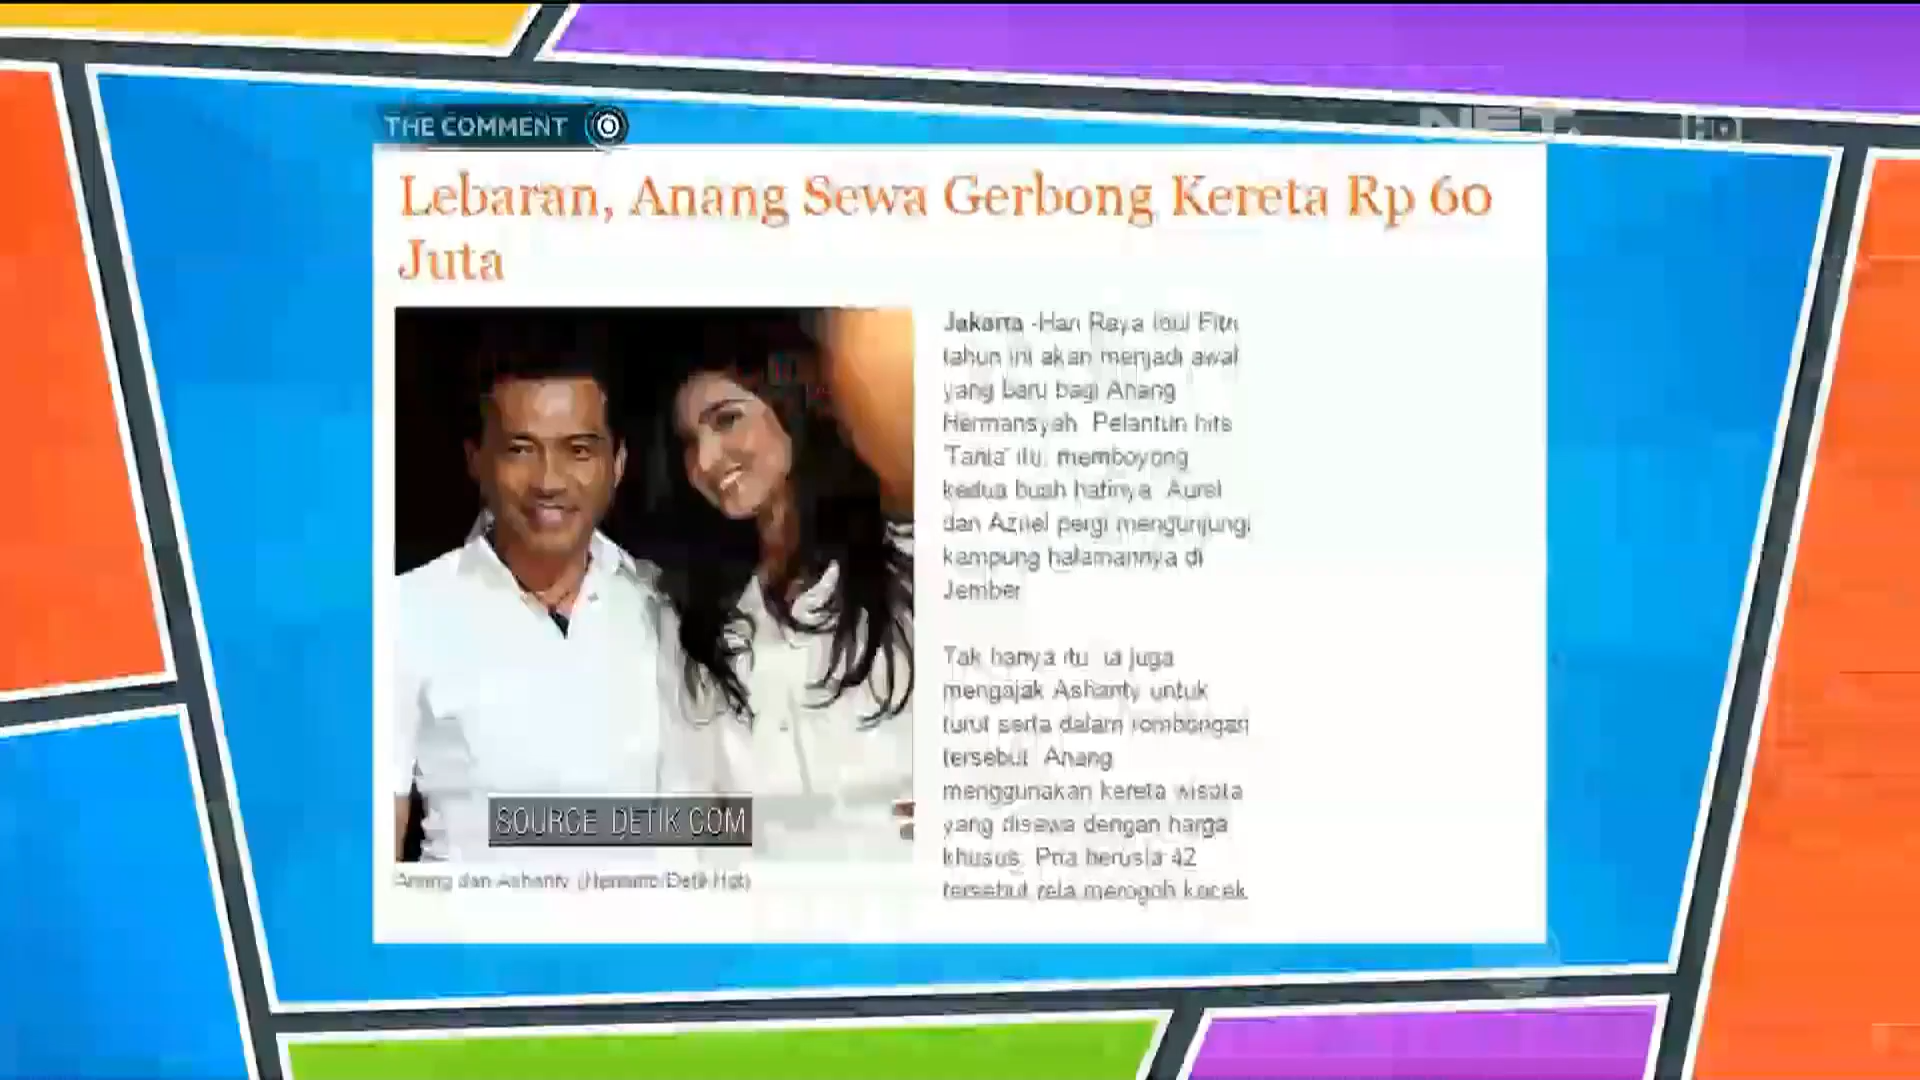 THE COMMENT
NET.
HD
Lebaran, Anang Sewa Gerbong Kereta Rp 60
Juta
Jakarta -Hari Raya Idul Fitri
tahun ini akan menjadi awal
yang baru bagi Anang
Hermansyah. Pelantun hits
'Tania' itu, memboyong
kedua buah hatinya, Aurel
dan Azriel pergi mengunjungi
kampung halamannya di
Jember.
Tak hanya itu, ia juga
mengajak Ashanty untuk
turut serta dalam rombongan
tersebut. Anang
menggunakan kereta wisata
yang disewa dengan harga
khusus. Pria berusia 42
tersebut rela merogoh kocek
SOURCE: DETIK.COM
Anang dan Ashanty